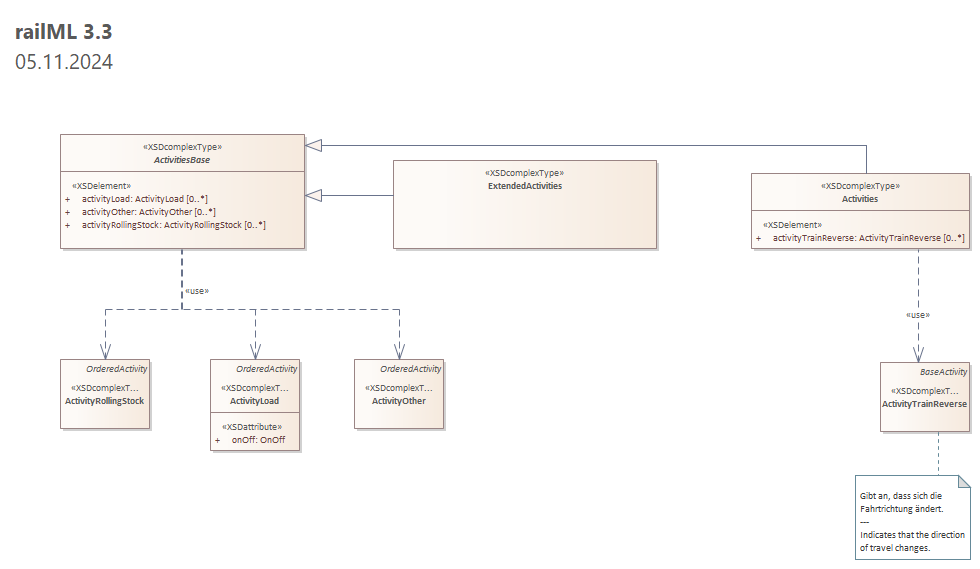 railML 3.3
05.11.2024
«XSDcomplexType»
ActivitiesBase
«XSDelement»
+ activityLoad: ActivityLoad [0..*]
+ activityOther: ActivityOther [0..*]
+ activityRollingStock: ActivityRollingStock [0..*]
«XSDcomplexType»
ExtendedActivities
«XSDcomplexType»
Activities
«XSDelement»
+ activityTrainReverse: ActivityTrainReverse [0..*]
«use»
«use»
OrderedActivity
«XSDcomplexT...
ActivityRollingStock
OrderedActivity
«XSDcomplexT...
ActivityLoad
«XSDattribute»
+ onOff: OnOff
OrderedActivity
«XSDcomplexT...
ActivityOther
BaseActivity
«XSDcomplexT...
ActivityTrainReverse
Gibt an, dass sich die
Fahrtrichtung ändert.
---
Indicates that the direction
of travel changes.